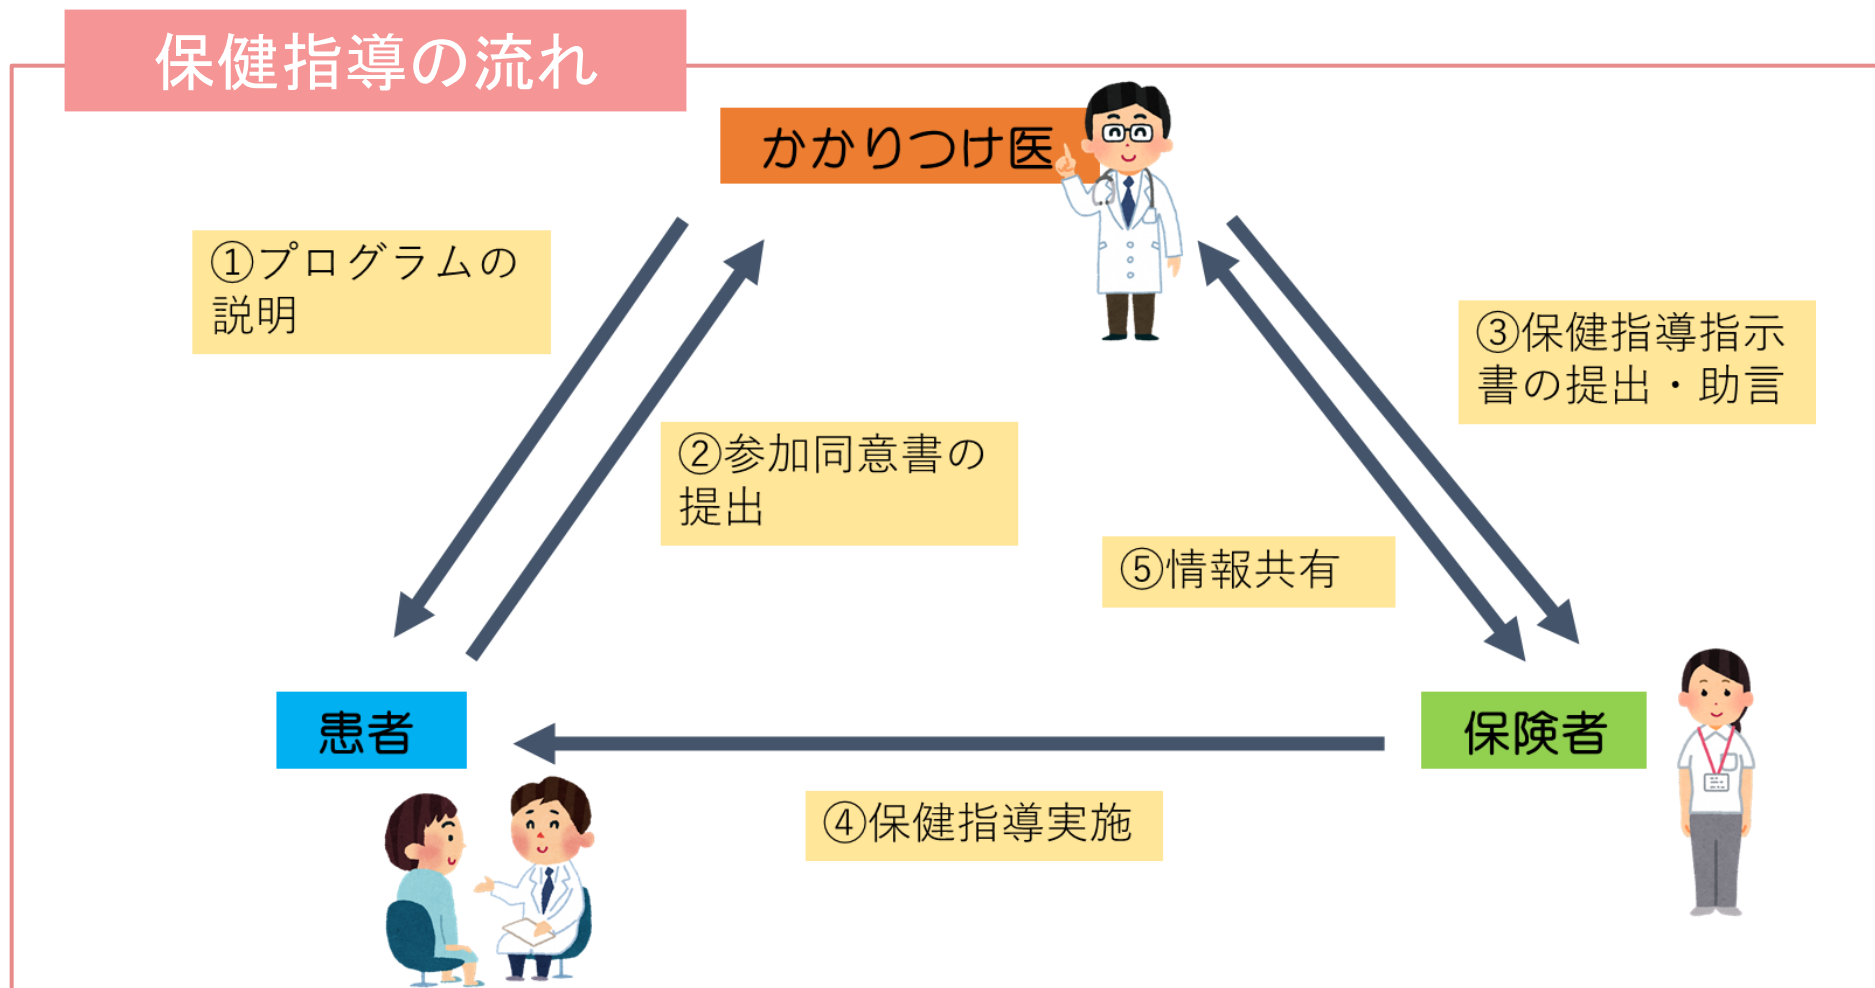 保健指導の流れ
かかりつけ医
①プログラムの
説明
②参加同意書の
提出
③保健指導指示
書の提出・助言
⑤情報共有
患者
保険者
④保健指導実施